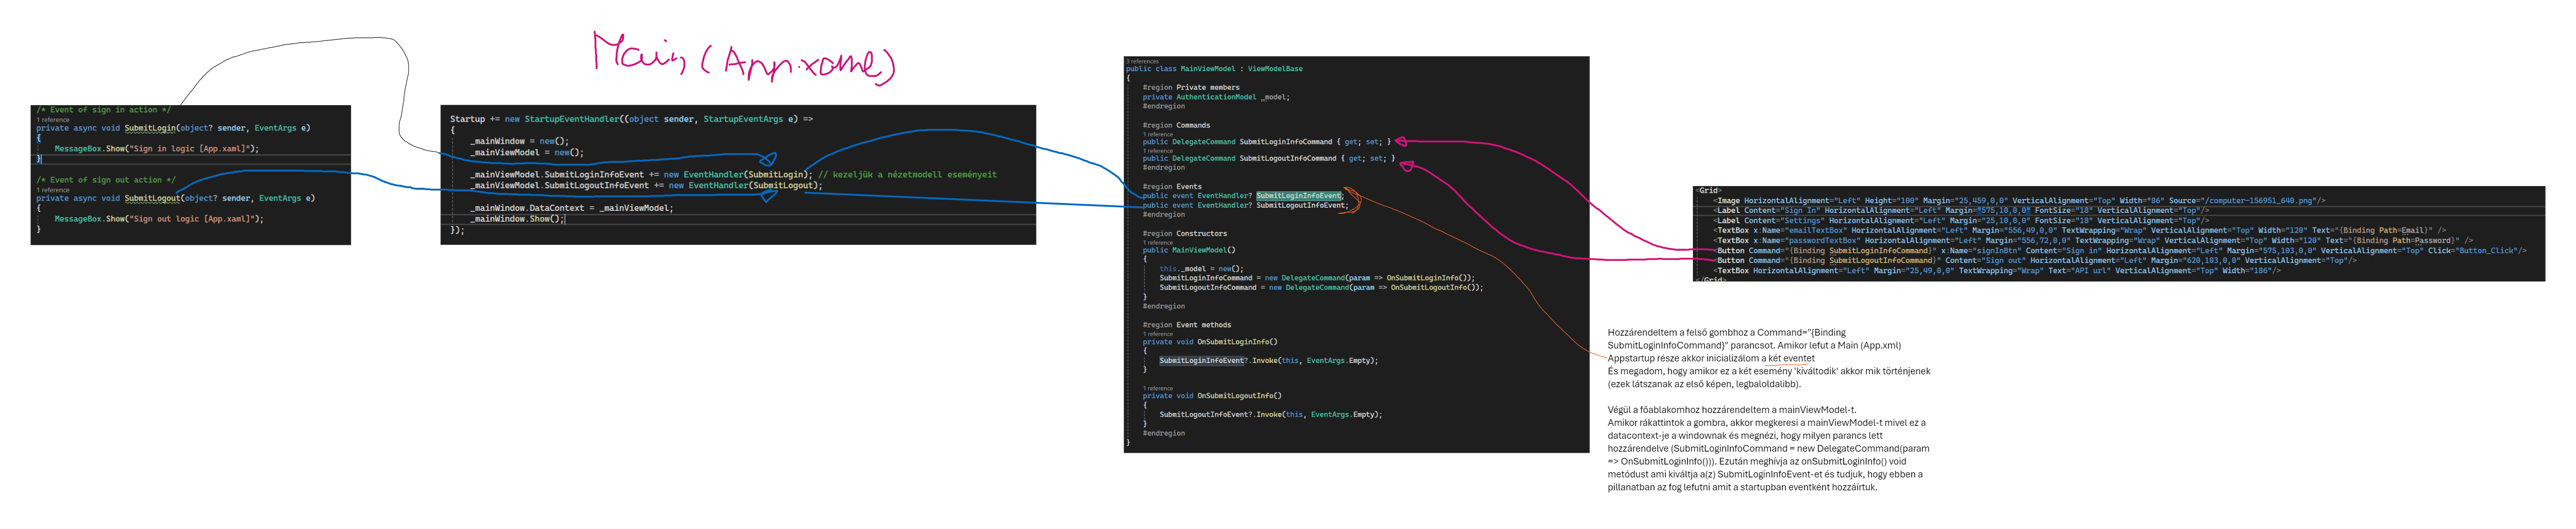 Main (App.xaml)
/* Event of sign in action */
1 reference
private async void SubmitLogin(object? sender, EventArgs e)
{
MessageBox.Show("Sign in logic [App.xaml]");
}
/* Event of sign out action */
1 reference
private async void SubmitLogout(object? sender, EventArgs e)
{
MessageBox.Show("Sign out logic [App.xaml]");
}
Startup += new StartupEventHandler((object sender, StartupEventArgs e) =>
{
_mainWindow = new();
_mainViewModel = new();
_mainViewModel.SubmitLoginInfoEvent += new EventHandler(SubmitLogin); // kezeljük a nézetmodell eseményeit
_mainViewModel.SubmitLogoutInfoEvent += new EventHandler(SubmitLogout);
_mainWindow.DataContext = _mainViewModel;
_mainWindow.Show();
});
3 references
public class MainViewModel : ViewModelBase
{
#region Private members
private AuthenticationModel _model;
#endregion
#region Commands
1 reference
public DelegateCommand SubmitLoginInfoCommand { get; set; }
1 reference
public DelegateCommand SubmitLogoutInfoCommand { get; set; }
#endregion
#region Events
public event EventHandler? SubmitLoginInfoEvent;
public event EventHandler? SubmitLogoutInfoEvent;
#endregion
#region Constructors
1 reference
public MainViewModel()
{
this._model = new();
SubmitLoginInfoCommand = new DelegateCommand(param => OnSubmitLoginInfo());
SubmitLogoutInfoCommand = new DelegateCommand(param => OnSubmitLogoutInfo());
}
#endregion
#region Event methods
1 reference
private void OnSubmitLoginInfo()
{
SubmitLoginInfoEvent?.Invoke(this, EventArgs.Empty);
}
1 reference
private void OnSubmitLogoutInfo()
{
SubmitLogoutInfoEvent?.Invoke(this, EventArgs.Empty);
}
#endregion
}
<Grid>
<Image HorizontalAlignment="Left" Height="100" Margin="25,459,0,0" VerticalAlignment="Top" Width="86" Source="/computer-156951_640.png"/>
<Label Content="Sign In" HorizontalAlignment="Left" Margin="575,10,0,0" FontSize="18" VerticalAlignment="Top"/>
<Label Content="Settings" HorizontalAlignment="Left" Margin="25,10,0,0" FontSize="18" VerticalAlignment="Top"/>
<TextBox x:Name="emailTextBox" HorizontalAlignment="Left" Margin="556,49,0,0" TextWrapping="Wrap" VerticalAlignment="Top" Width="120" Text="{Binding Path=Email}" />
<TextBox x:Name="passwordTextBox" HorizontalAlignment="Left" Margin="556,72,0,0" TextWrapping="Wrap" VerticalAlignment="Top" Width="120" Text="{Binding Path=Password}" />
<Button Command="{Binding SubmitLoginInfoCommand}" x:Name="signInBtn" Content="Sign in" HorizontalAlignment="Left" Margin="575,103,0,0" VerticalAlignment="Top" Click="Button_Click"/>
<Button Command="{Binding SubmitLogoutInfoCommand}" Content="Sign out" HorizontalAlignment="Left" Margin="620,103,0,0" VerticalAlignment="Top"/>
<TextBox HorizontalAlignment="Left" Margin="25,49,0,0" TextWrapping="Wrap" Text="API url" VerticalAlignment="Top" Width="186"/>
</Grid>
Hozzárendeltem a felső gombhoz a Command="{Binding
SubmitLoginInfoCommand}" parancsot. Amikor lefut a Main (App.xml)
Appstartup része akkor inicializálom a két eventet
És megadom, hogy amikor ez a két esemény 'kiváltodik' akkor mik történjenek
(ezek látszanak az első képen, legbaloldalibb).
Végül a főablakomhoz hozzárendeltem a mainViewModel-t.
Amikor rákattintok a gombra, akkor megkeresi a mainViewModel-t mivel ez a
datacontext-je a windownak és megnézi, hogy milyen parancs lett
hozzárendelve (SubmitLoginInfoCommand = new DelegateCommand(param
=> OnSubmitLoginInfo())). Ezután meghívja az onSubmitLoginInfo() void
metódust ami kiváltja a(z) SubmitLoginInfoEvent-et és tudjuk, hogy ebben a
pillanatban az fog lefutni amit a startupban eventként hozzáírtuk.